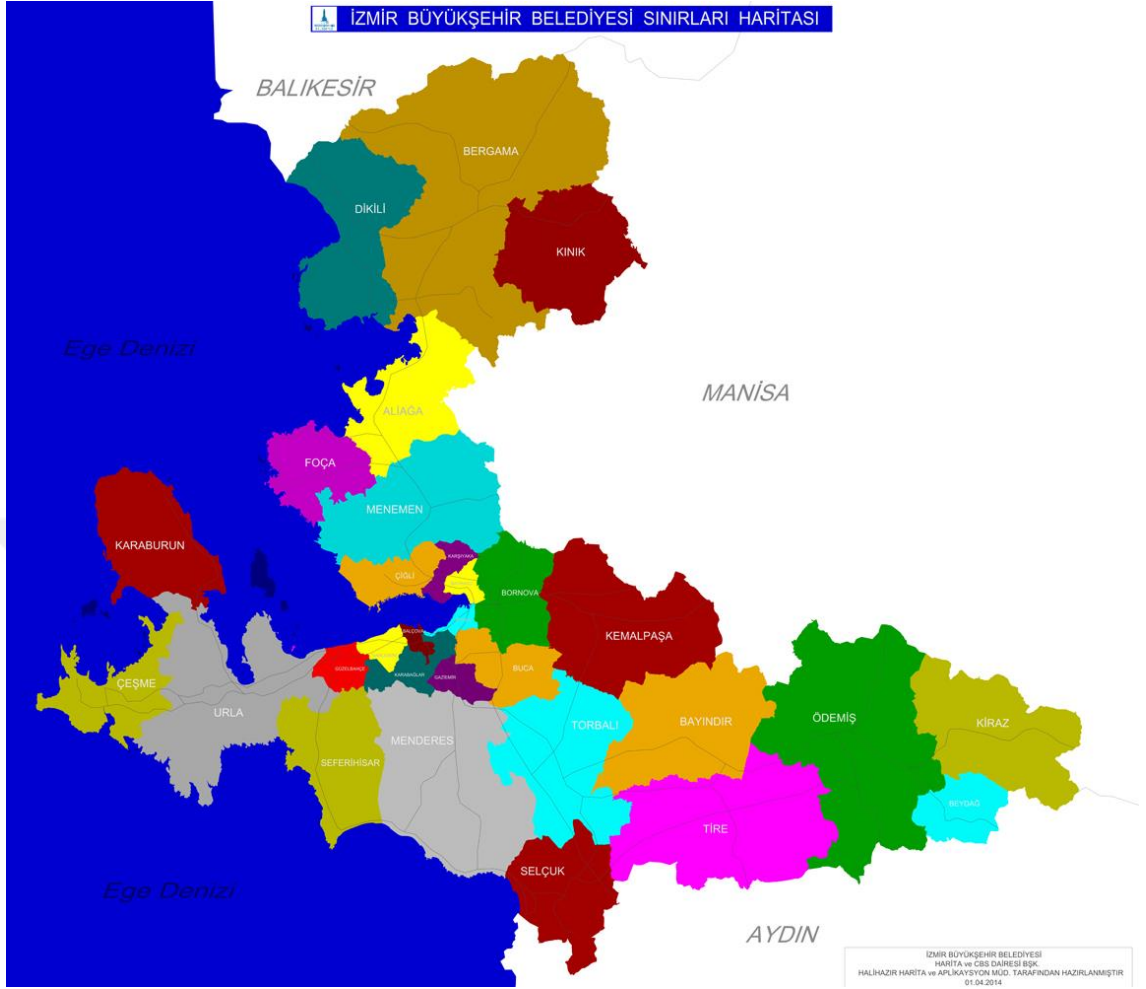 İZMİR BÜYÜKŞEHİR BELEDİYESİ SINIRLARI HARİTASI
BALIKESİR
BERGAMA
DİKİLİ
KINIK
Ege Denizi
MANİSA
ALİAĞA
FOÇA
MENEMEN
KARABURUN
KARŞIYAKA
ÇİĞLİ
BORNOVA
KEMALPAŞA
BALÇOVA
GÜZELBAHÇE
KARABAĞLAR
GAZİEMİR
BUCA
ÇEŞME
URLA
TORBALI
BAYINDIR
ÖDEMİŞ
KİRAZ
MENDERES
SEFERİHİSAR
BEYDAĞ
TİRE
SELÇUK
Ege Denizi
AYDIN
İZMİR BÜYÜKŞEHİR BELEDİYESİ
HARİTA ve CBS DAİRESİ BŞK.
HALİHAZIR HARİTA ve APLİKAYSYON MÜD. TARAFINDAN HAZIRLANMIŞTIR
01.04.2014